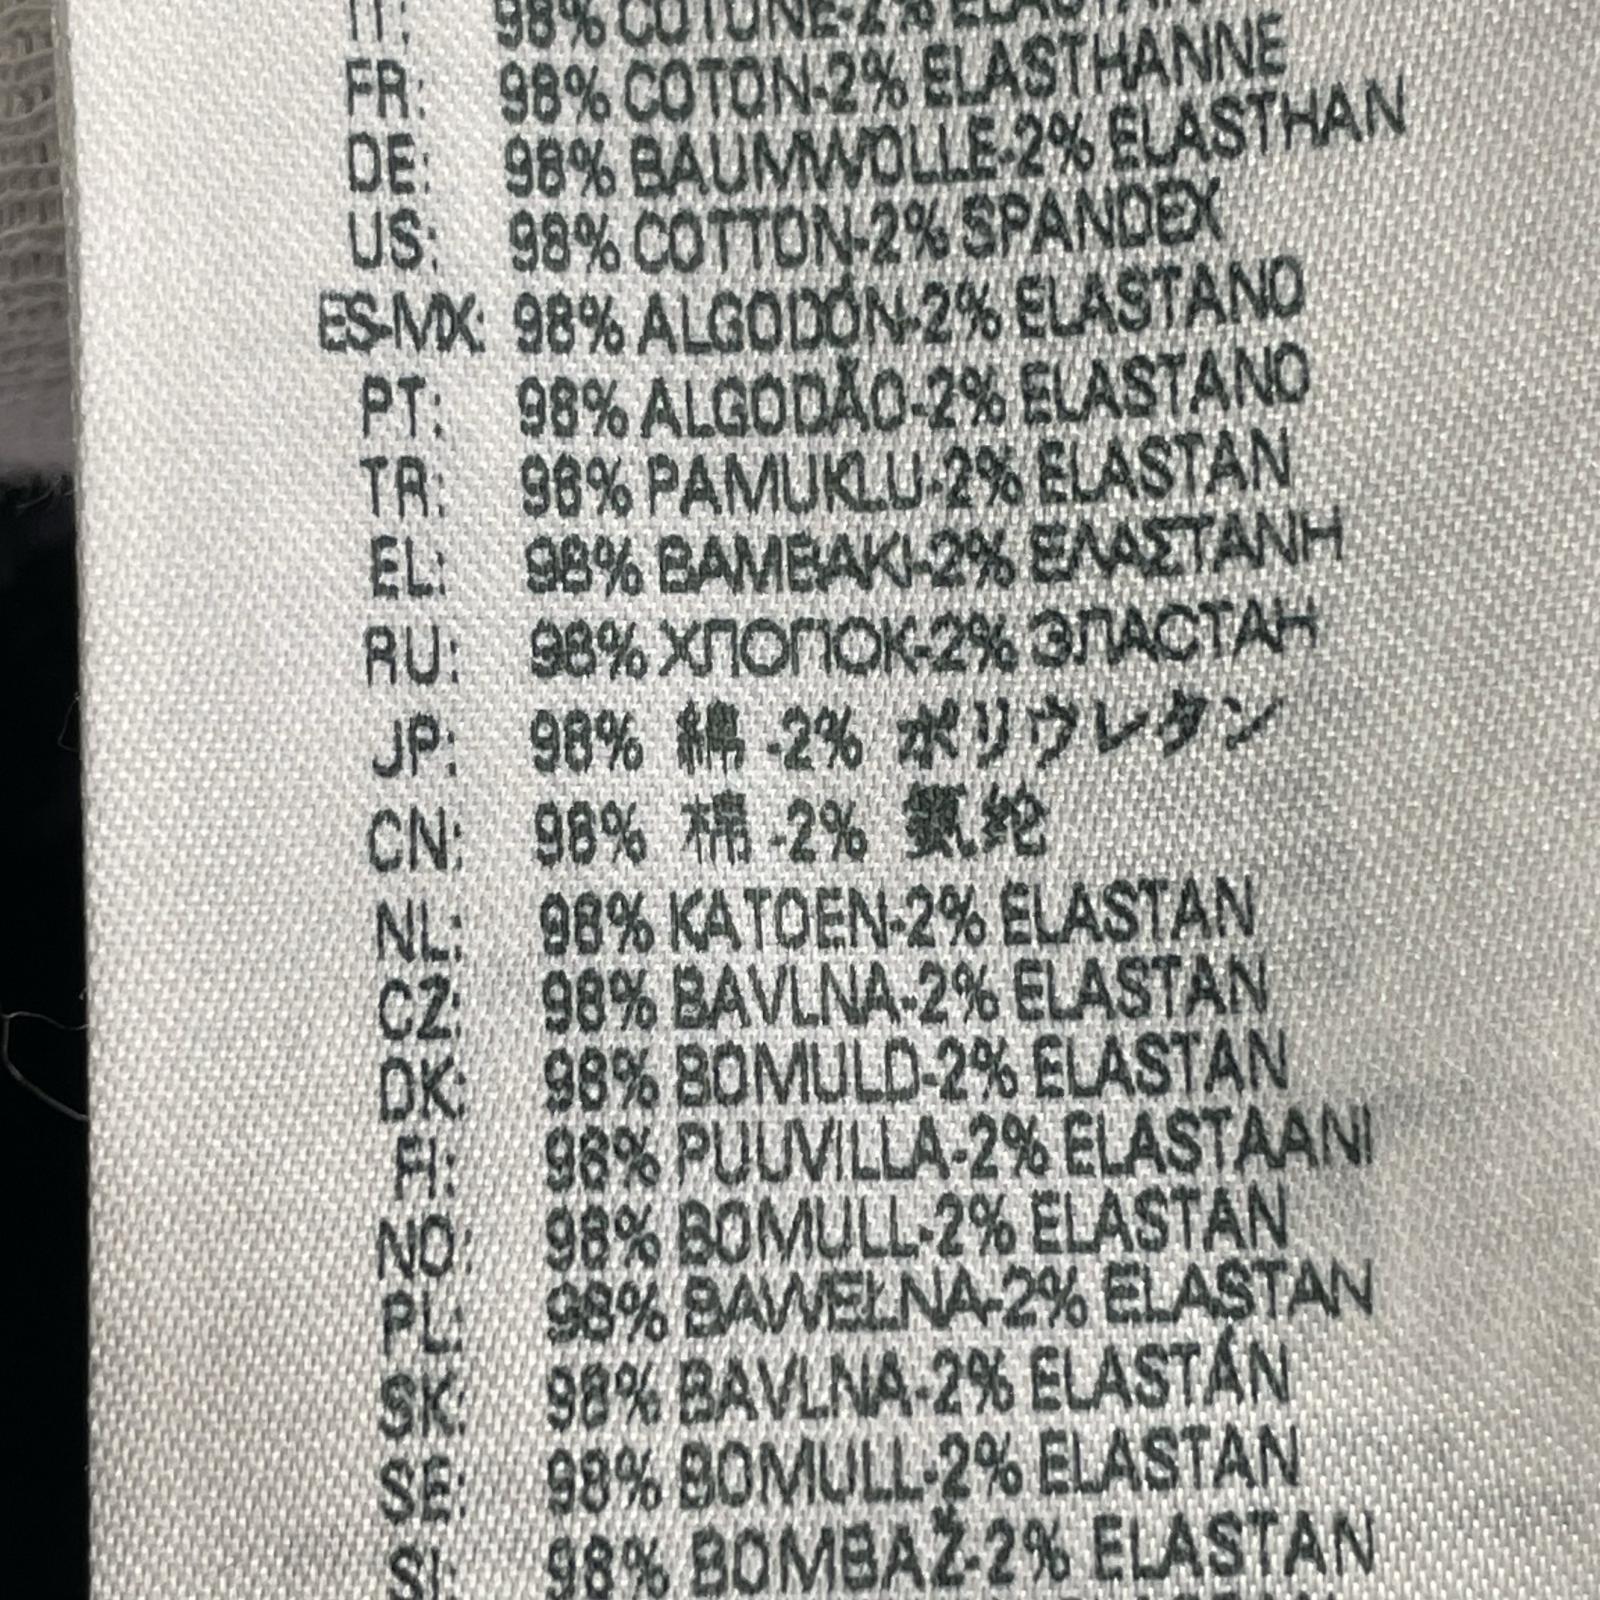 IT: 98% COTONE-2% ELASTAN
FR: 98% COTON-2% ELASTHANNE
DE: 98% BAUMWOLLE-2% ELASTHAN
US: 98% COTTON-2% SPANDEX
ES-MX: 98% ALGODÓN-2% ELASTANO
PT: 98% ALGODÃO-2% ELASTANO
TR: 98% PAMUKLU-2% ELASTAN
EL: 98% BAMBAKI-2% ΕΛΑΣΤΑΝΗ
RU: 98% ХЛОПОК-2% ЭЛАСТАН
JP: 98% 綿 -2% ポリウレタン
CN: 98% 棉 -2% 氨纶
NL: 98% KATOEN-2% ELASTAN
CZ: 98% BAVLNA-2% ELASTAN
DK: 98% BOMULD-2% ELASTAN
FI: 98% PUUVILLA-2% ELASTAANI
NO: 98% BOMULL-2% ELASTAN
PL: 98% BAWEŁNA-2% ELASTAN
SK: 98% BAVLNA-2% ELASTÁN
SE: 98% BOMULL-2% ELASTAN
SI: 98% BOMBAŽ-2% ELASTAN